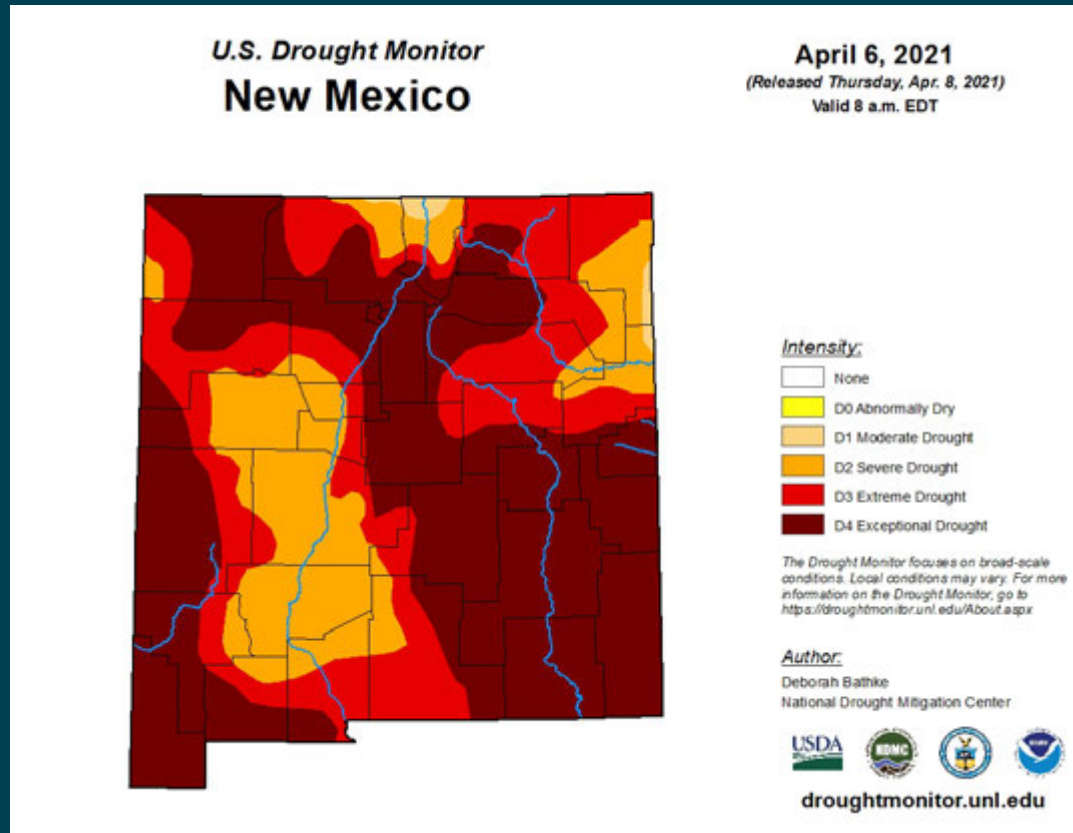 U.S. Drought Monitor
New Mexico
April 6, 2021
(Released Thursday, Apr. 8, 2021)
Valid 8 a.m. EDT
Intensity:
None
D0 Abnormally Dry
D1 Moderate Drought
D2 Severe Drought
D3 Extreme Drought
D4 Exceptional Drought
The Drought Monitor focuses on broad-scale
conditions. Local conditions may vary. For more
information on the Drought Monitor, go to
https://droughtmonitor.unl.edu/About.aspx
Author:
Deborah Bathke
National Drought Mitigation Center
USDA
NDMC
droughtmonitor.unl.edu